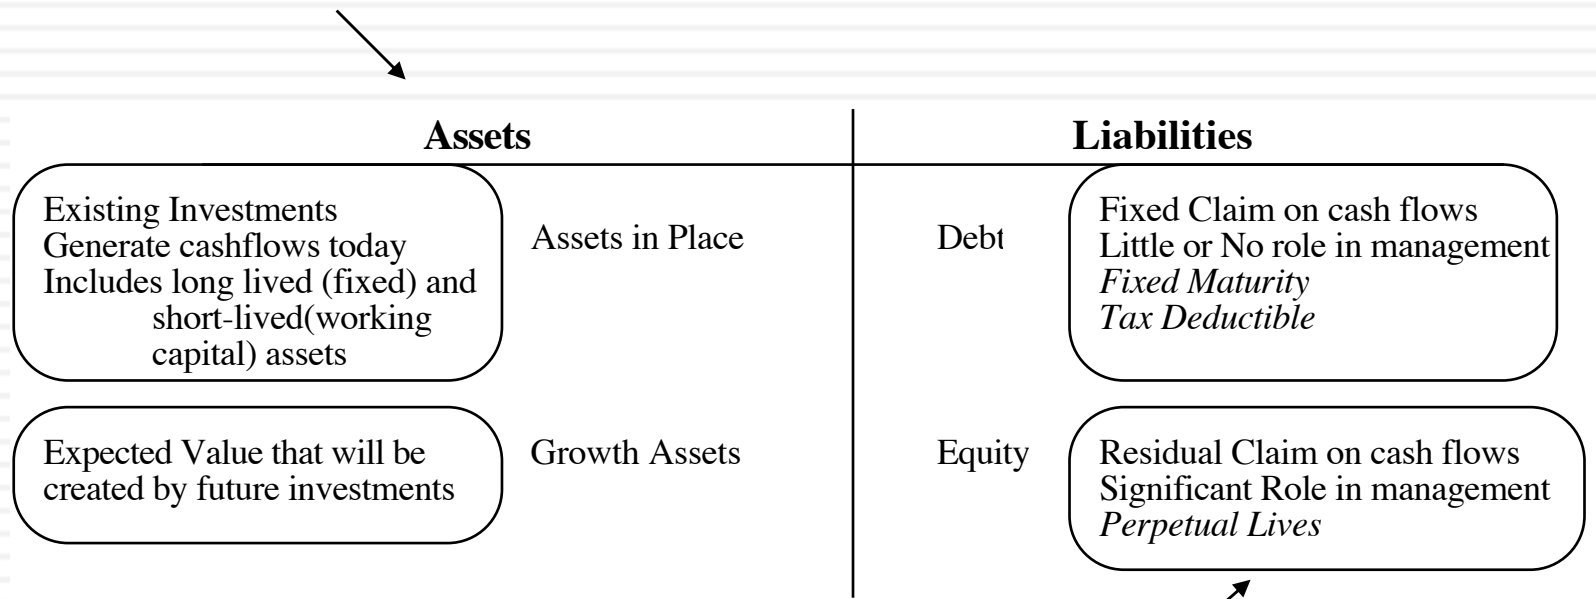 Assets
Liabilities
Existing Investments
Generate cashflows today
Includes long lived (fixed) and
short-lived(working
capital) assets
Assets in Place
Debt
Fixed Claim on cash flows
Little or No role in management
Fixed Maturity
Tax Deductible
Expected Value that will be
created by future investments
Growth Assets
Equity
Residual Claim on cash flows
Significant Role in management
Perpetual Lives